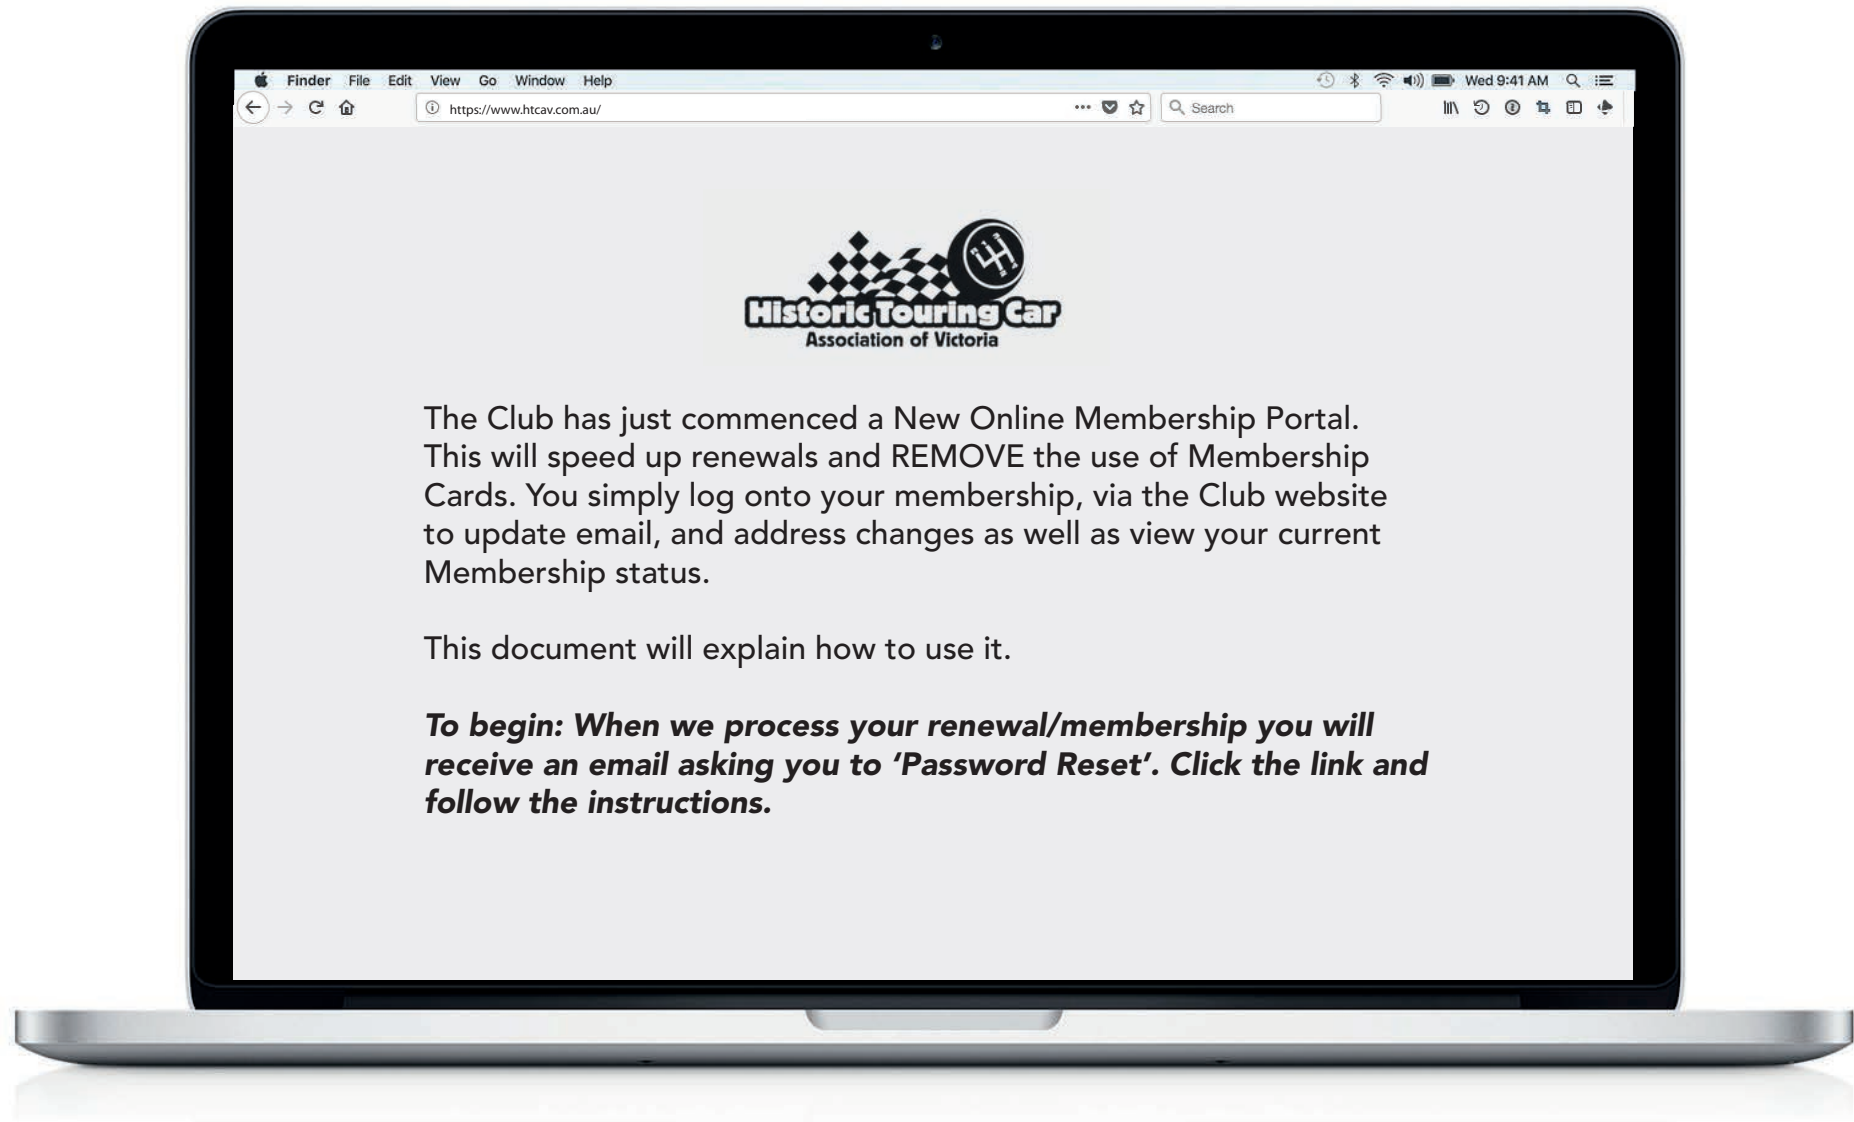 Finder File Edit View Go Window Help Wed 9:41 AM
https://www.htcav.com.au/ Search
Historic Touring Car
Association of Victoria
The Club has just commenced a New Online Membership Portal.
This will speed up renewals and REMOVE the use of Membership
Cards. You simply log onto your membership, via the Club website
to update email, and address changes as well as view your current
Membership status.
This document will explain how to use it.
To begin: When we process your renewal/membership you will
receive an email asking you to ‘Password Reset’. Click the link and
follow the instructions.